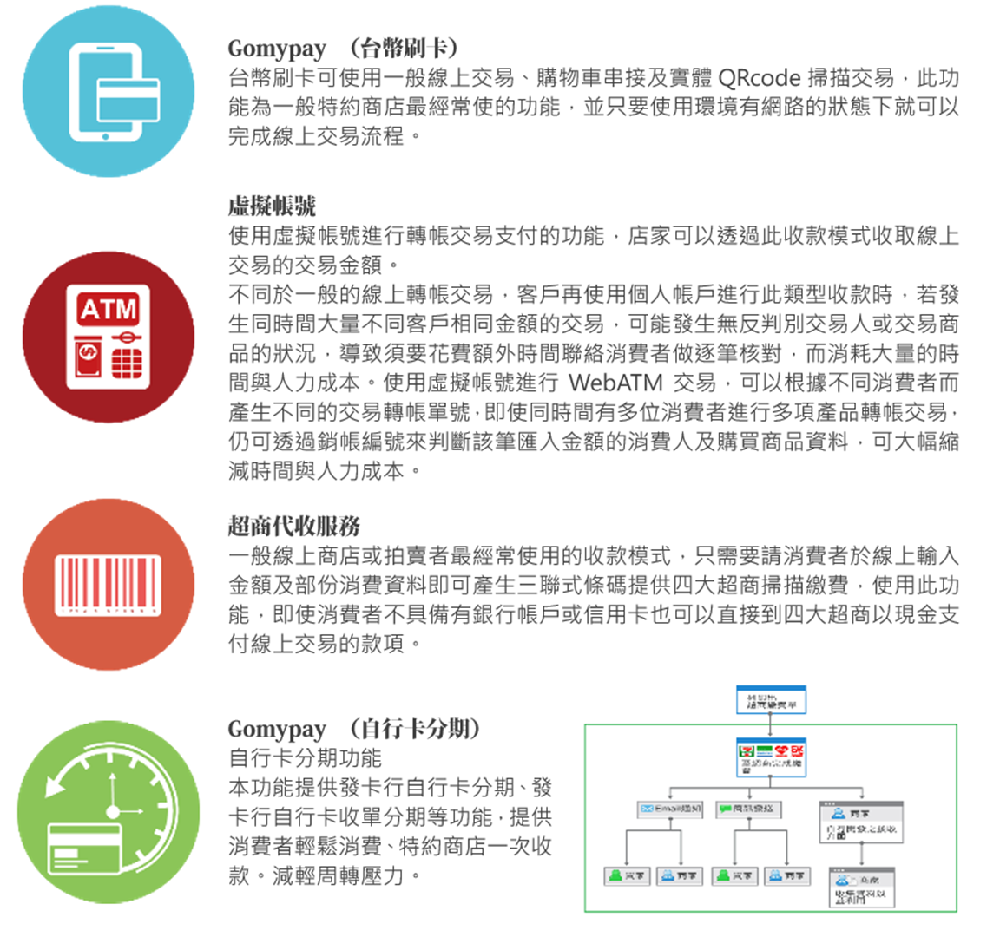 Gomypay （台幣刷卡）
台幣刷卡可使用一般線上交易、購物車串接及實體 QRcode 掃描交易，此功
能為一般特約商店最經常使的功能，並只要使用環境有網路的狀態下就可以
完成線上交易流程。
虛擬帳號
使用虛擬帳號進行轉帳交易支付的功能，店家可以透過此收款模式收取線上
交易的交易金額。
ATM
不同於一般的線上轉帳交易，客戶再使用個人帳戶進行此類型收款時，若發
生同時間大量不同客戶相同金額的交易，可能發生無反判別交易人或交易商
品的狀況，導致須要花費額外時間聯絡消費者做逐筆核對，而消耗大量的時
間與人力成本。使用虛擬帳號進行 WebATM 交易，可以根據不同消費者而
產生不同的交易轉帳單號，即使同時間有多位消費者進行多項產品轉帳交易，
仍可透過銷帳編號來判斷該筆匯入金額的消費人及購買商品資料，可大幅縮
減時間與人力成本。
超商代收服務
一般線上商店或拍賣者最經常使用的收款模式，只需要請消費者於線上輸入
金額及部份消費資料即可產生三聯式條碼提供四大超商掃描繳費，使用此功
能，即使消費者不具備有銀行帳戶或信用卡也可以直接到四大超商以現金支
付線上交易的款項。
Gomypay （自行卡分期）
自行卡分期功能
本功能提供發卡行自行卡分期、發
卡行自行卡收單分期等功能，提供
消費者輕鬆消費、特約商店一次收
款。減輕周轉壓力。
超商繳費單
Email通知
買家
商家
買家
商家